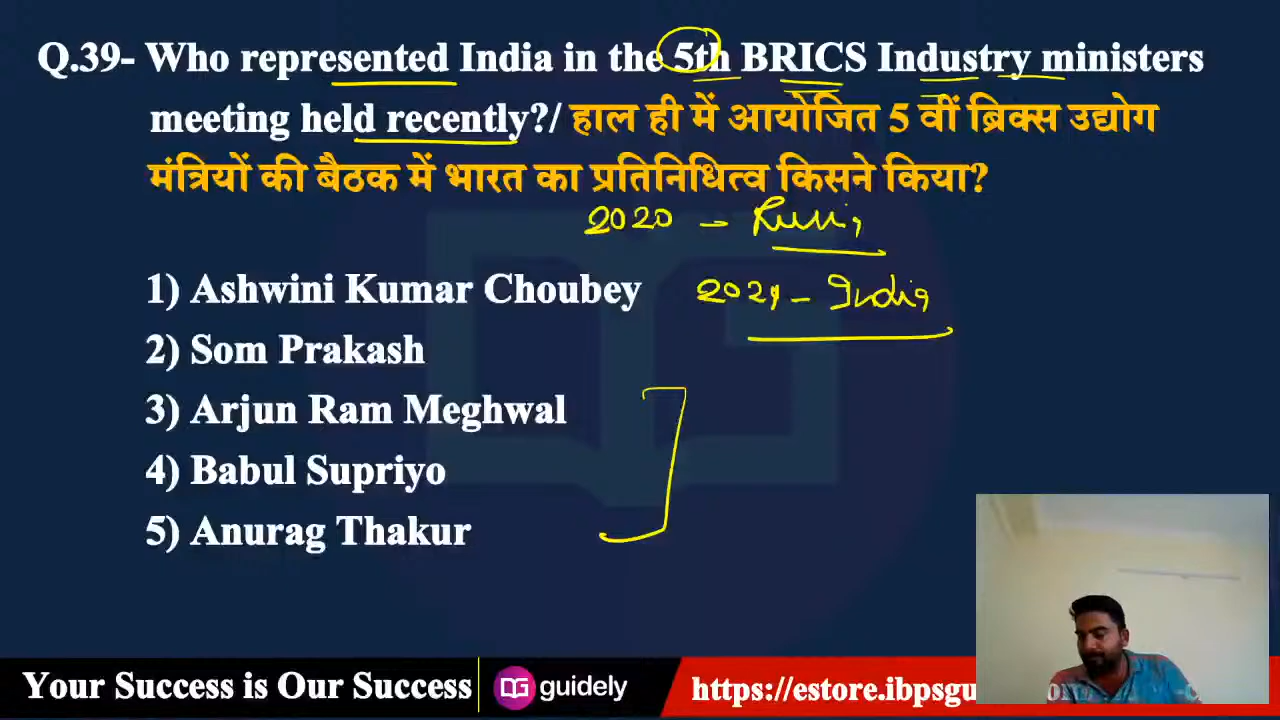 Q.39- Who represented India in the 5th BRICS Industry ministers
meeting held recently?/ हाल ही में आयोजित 5 वीं ब्रिक्स उद्योग
मंत्रियों की बैठक में भारत का प्रतिनिधित्व किसने किया?
2020 - Russia
1) Ashwini Kumar Choubey
2021 - India
2) Som Prakash
3) Arjun Ram Meghwal
4) Babul Supriyo
5) Anurag Thakur
Your Success is Our Success
guidely
https://estore.ibpsgu